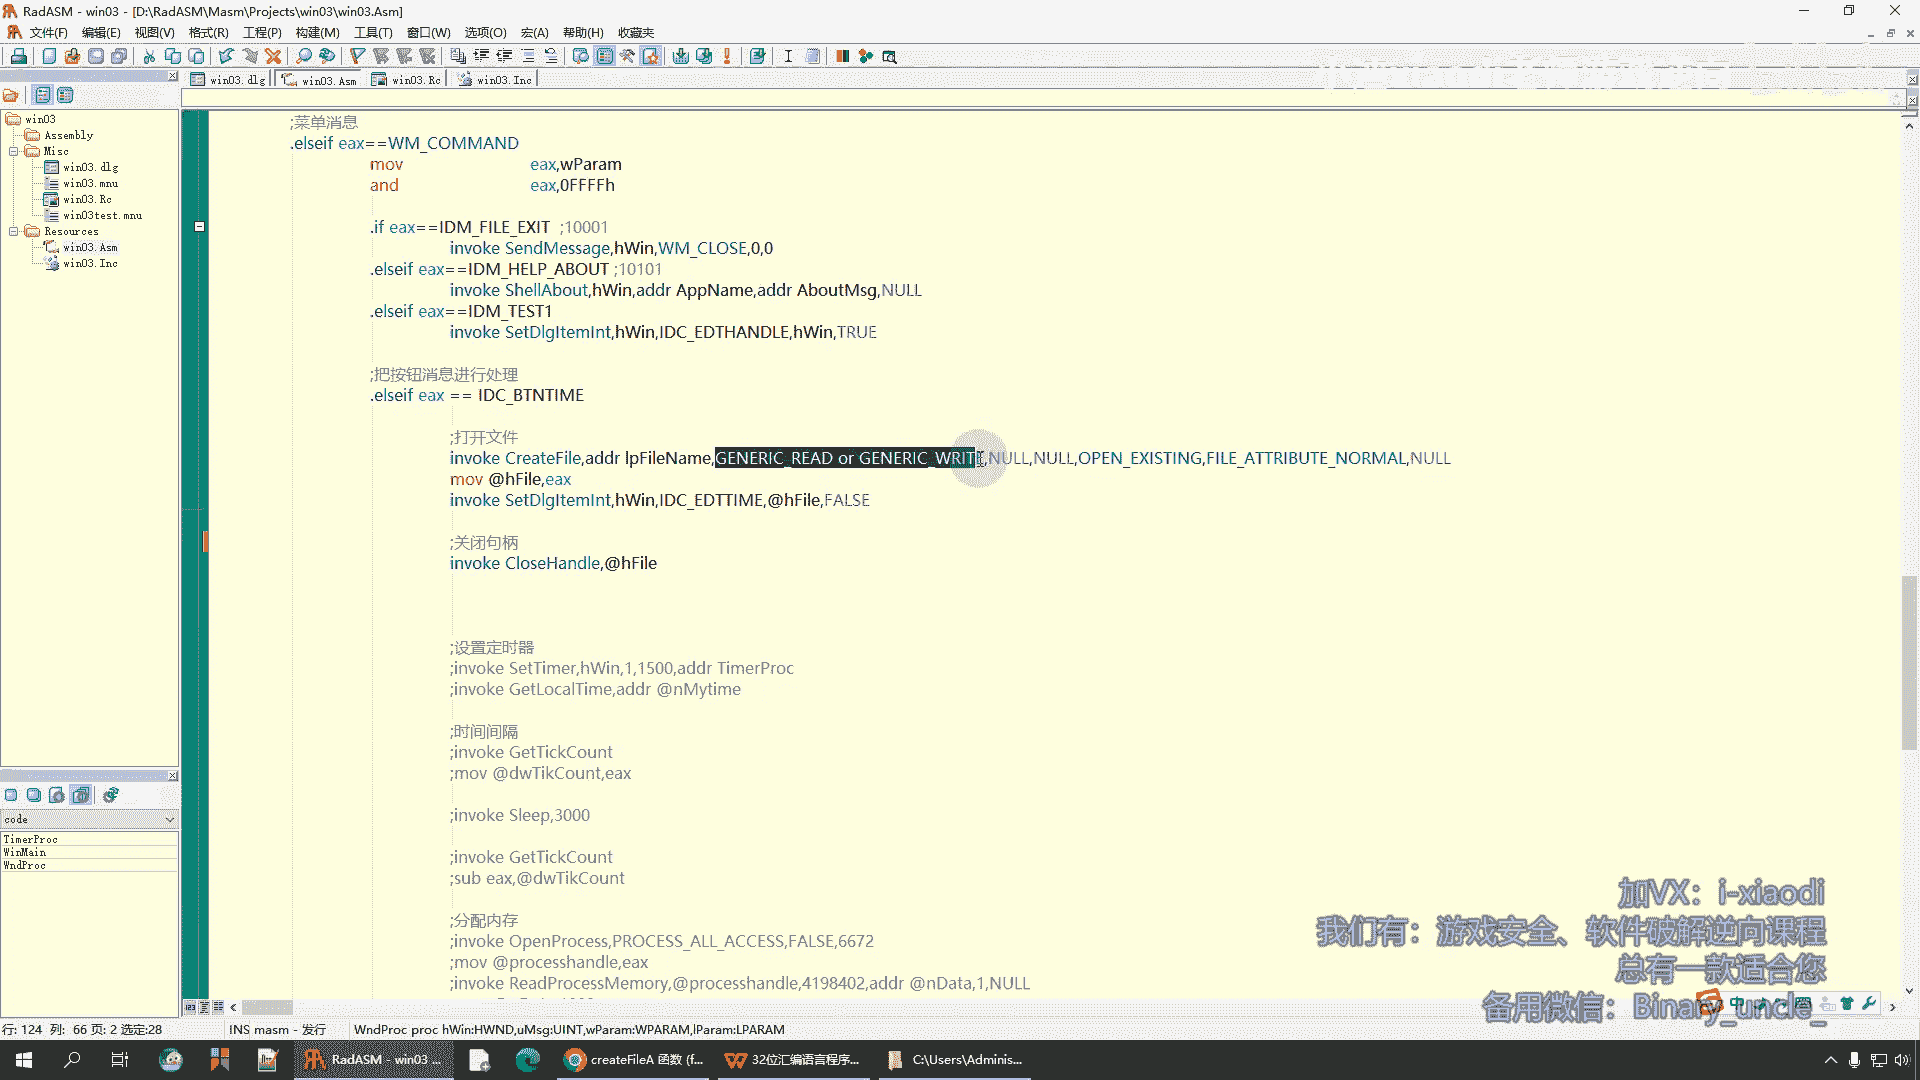 RadASM - win03 - [D:\RadASM\Masm\Projects\win03\win03.Asm]
文件(F) 编辑(E) 视图(V) 格式(R) 工程(P) 构建(M) 工具(T) 窗口(W) 选项(O) 宏(A) 帮助(H) 收藏夹
win03.dlg win03.Asm win03.Rc win03.Inc
win03
Assembly
Misc
win03.dlg
win03.mnu
win03.Rc
win03test.mnu
Resources
win03.Asm
win03.Inc
;菜单消息
.elseif eax==WM_COMMAND
mov eax,wParam
and eax,0FFFFh
.if eax==IDM_FILE_EXIT ;10001
invoke SendMessage,hWin,WM_CLOSE,0,0
.elseif eax==IDM_HELP_ABOUT ;10101
invoke ShellAbout,hWin,addr AppName,addr AboutMsg,NULL
.elseif eax==IDM_TEST1
invoke SetDlgItemInt,hWin,IDC_EDTHANDLE,hWin,TRUE
;把按钮消息进行处理
.elseif eax == IDC_BTNTIME
;打开文件
invoke CreateFile,addr lpFileName,GENERIC_READ or GENERIC_WRITE,NULL,NULL,OPEN_EXISTING,FILE_ATTRIBUTE_NORMAL,NULL
mov @hFile,eax
invoke SetDlgItemInt,hWin,IDC_EDTTIME,@hFile,FALSE
;关闭句柄
invoke CloseHandle,@hFile
;设置定时器
;invoke SetTimer,hWin,1,1500,addr TimerProc
;invoke GetLocalTime,addr @nMytime
;时间间隔
;invoke GetTickCount
;mov @dwTikCount,eax
;invoke Sleep,3000
;invoke GetTickCount
;sub eax,@dwTikCount
;分配内存
;invoke OpenProcess,PROCESS_ALL_ACCESS,FALSE,6672
;mov @processhandle,eax
;invoke ReadProcessMemory,@processhandle,4198402,addr @nData,1,NULL
code
TimerProc
WinMain
WndProc
加VX：i-xiaodi
我们有：游戏安全、软件破解逆向课程
总有一款适合您
备用微信：Binary_uncle_
行: 124 列: 66 页: 2 选定:28 INS masm - 发行 WndProc proc hWin:HWND,uMsg:UINT,wParam:WPARAM,lParam:LPARAM
RadASM - win03 ... createFileA 函数 (f... 32位汇编语言程序... C:\Users\Adminis...